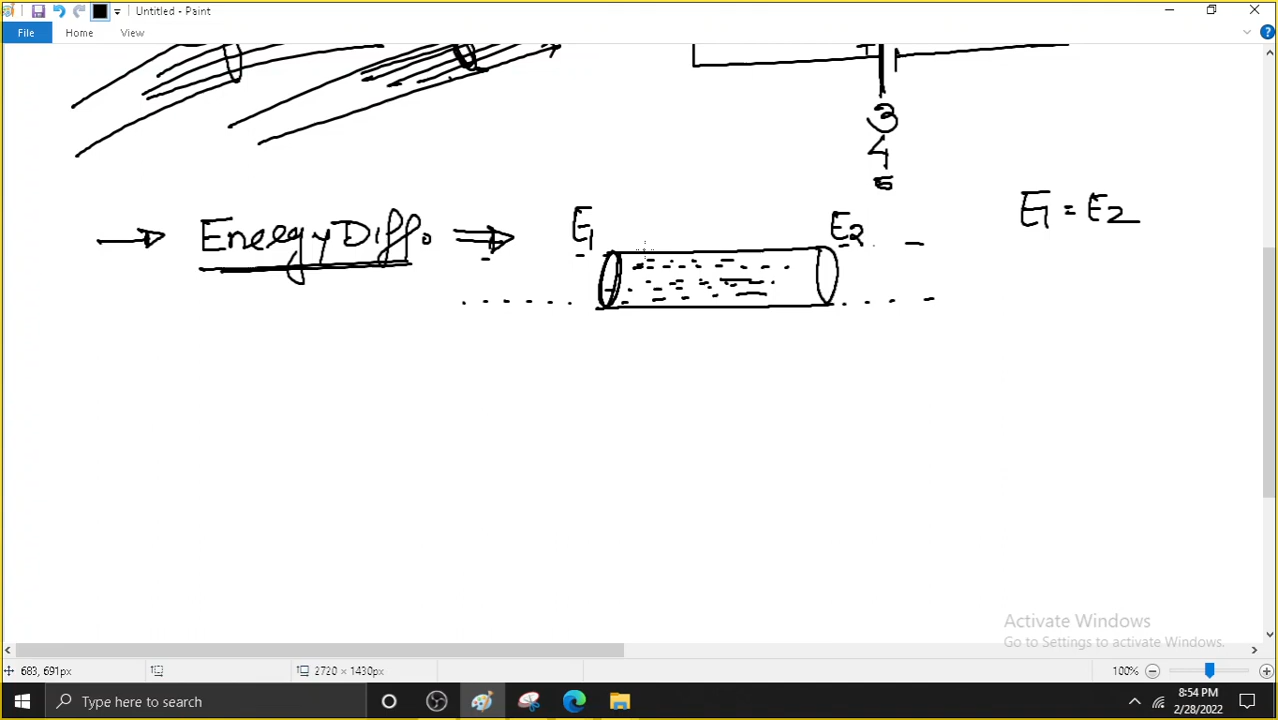 Untitled - Paint
File Home View
3
4
5
Energy Diff. E1 E2 E1 = E2
Activate Windows
Go to Settings to activate Windows.
683, 691px 2720 × 1430px 100%
Type here to search
8:54 PM
2/28/2022